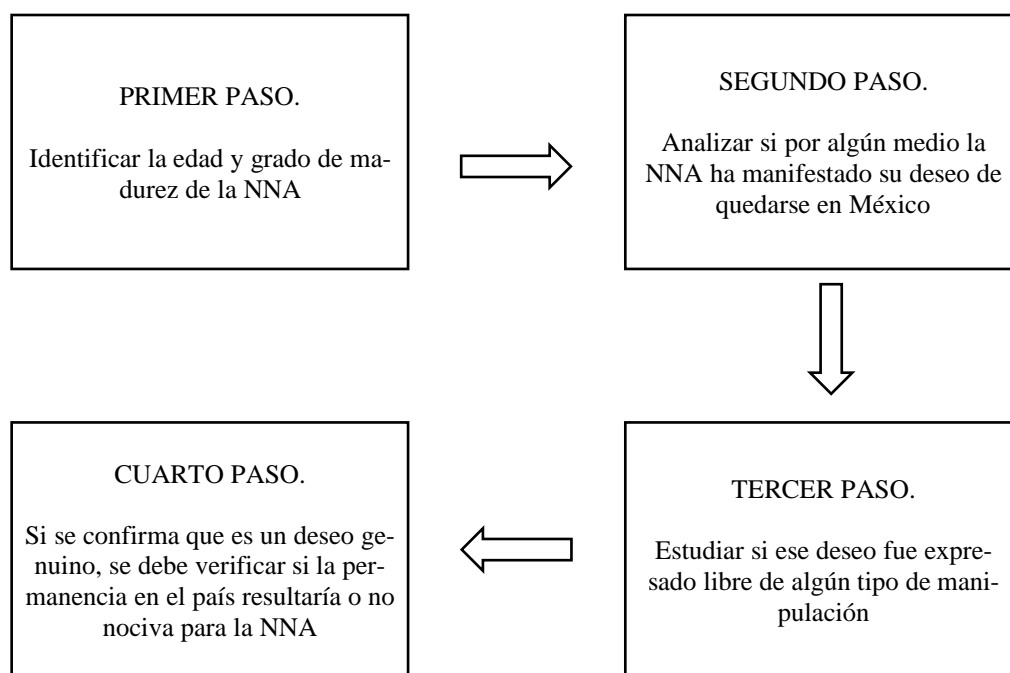 PRIMER PASO.
Identificar la edad y grado de ma-
durez de la NNA
SEGUNDO PASO.
Analizar si por algún medio la
NNA ha manifestado su deseo de
quedarse en México
TERCER PASO.
Estudiar si ese deseo fue expre-
sado libre de algún tipo de mani-
pulación
CUARTO PASO.
Si se confirma que es un deseo ge-
nuino, se debe verificar si la per-
manencia en el país resultaría o no
nociva para la NNA